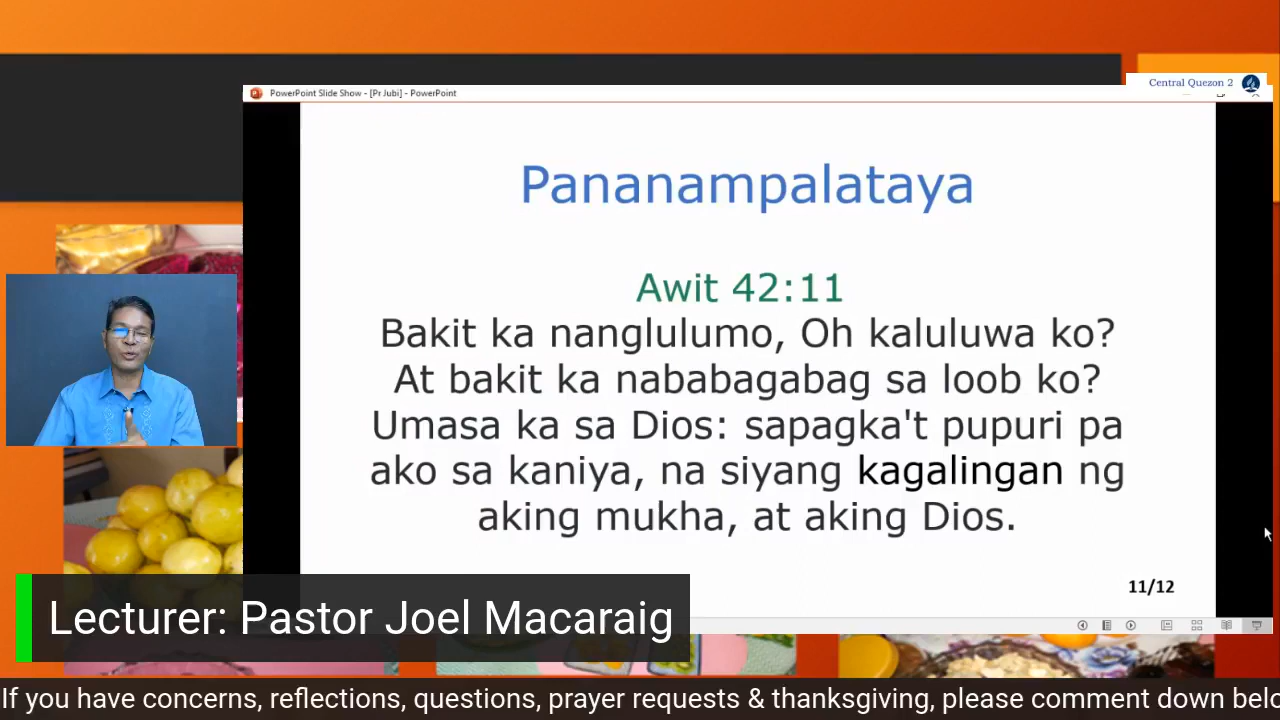 Central Quezon 2
PowerPoint Slide Show - [Pr Jubi] - PowerPoint
Pananampalataya
Awit 42:11
Bakit ka nanglulumo, Oh kaluluwa ko?
At bakit ka nababagabag sa loob ko?
Umasa ka sa Dios: sapagka't pupuri pa
ako sa kaniya, na siyang kagalingan ng
aking mukha, at aking Dios.
11/12
Lecturer: Pastor Joel Macaraig
If you have concerns, reflections, questions, prayer requests & thanksgiving, please comment down belo